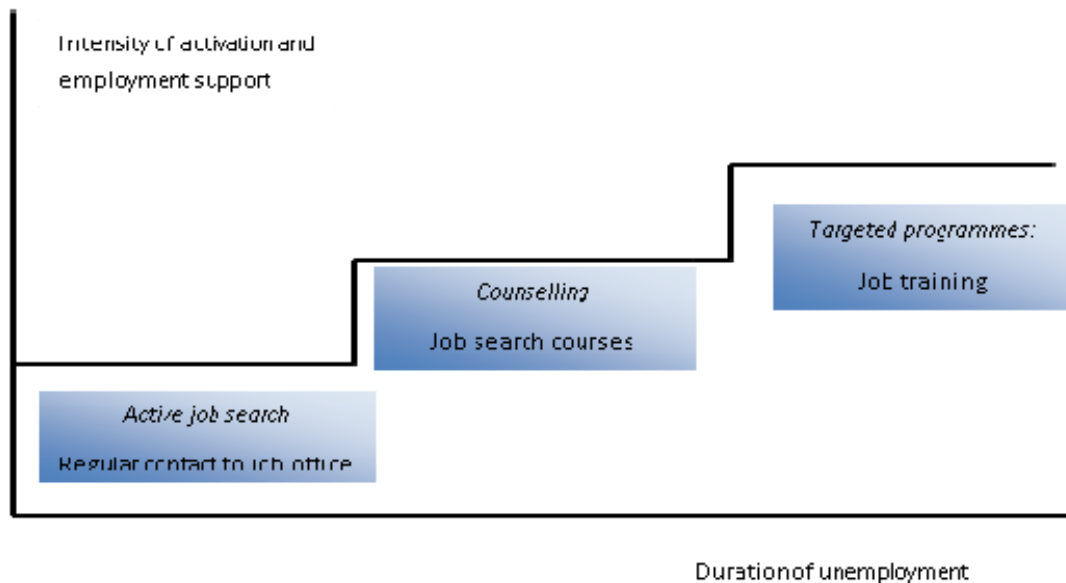 Intensity of activation and
employment support
Targeted programmes:
Job training
Counselling
Job search courses
Active job search
Regular contact to job office
Duration of unemployment